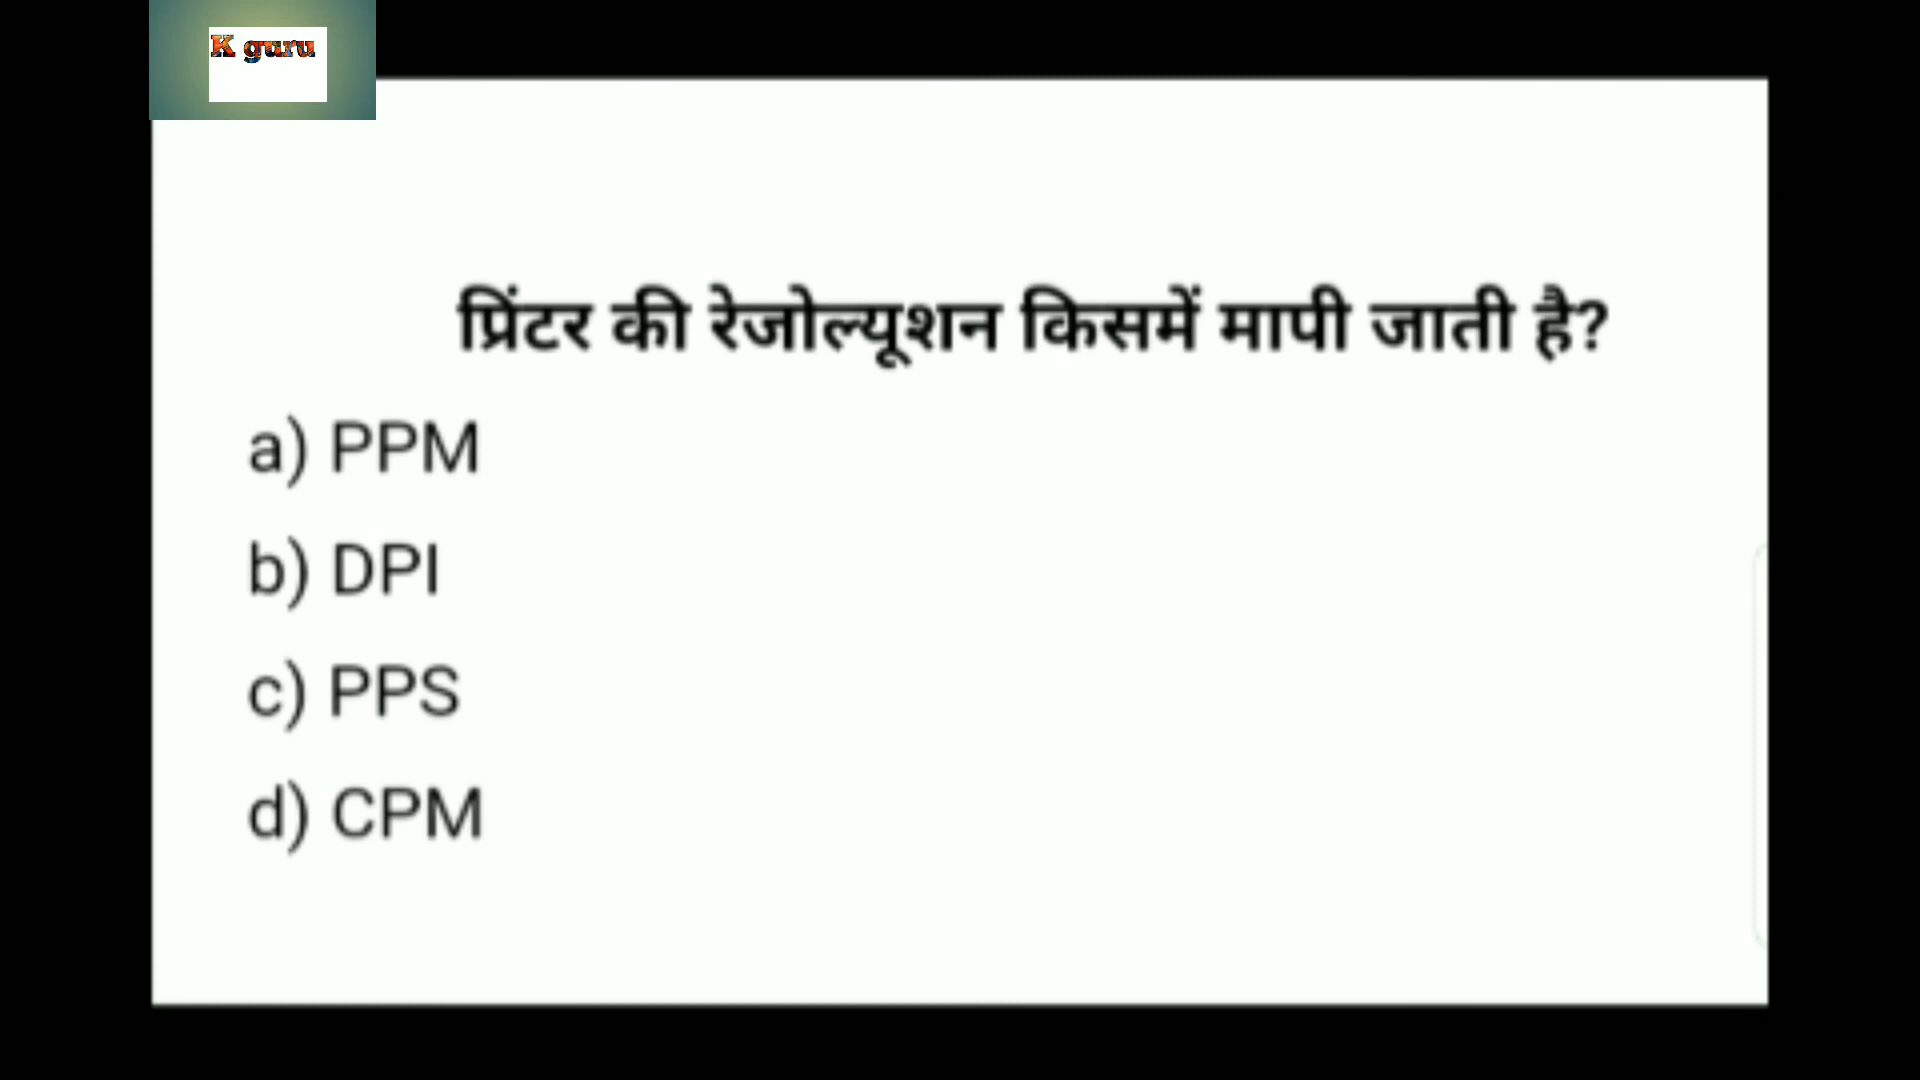 K guru
प्रिंटर की रेजोल्यूशन किसमें मापी जाती है?
a) PPM
b) DPI
c) PPS
d) CPM